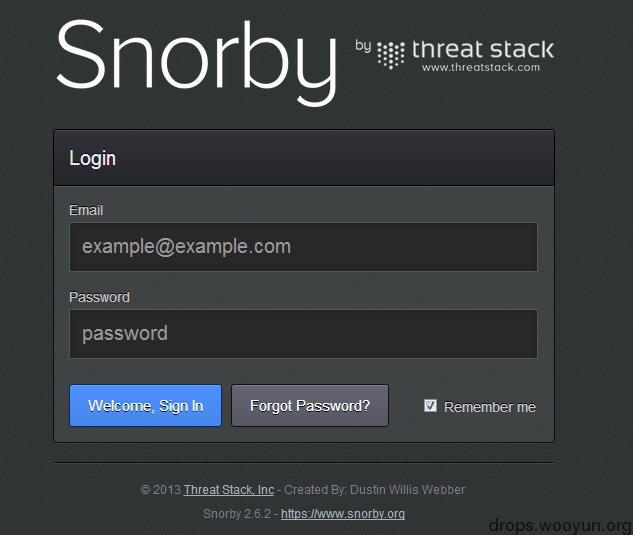 Snorby by threat stack
www.threatstack.com
Login
Email
example@example.com
Password
password
Welcome, Sign In Forgot Password? Remember me
© 2013 Threat Stack, Inc - Created By: Dustin Willis Webber
Snorby 2.6.2 - https://www.snorby.org
drops.wooyun.org